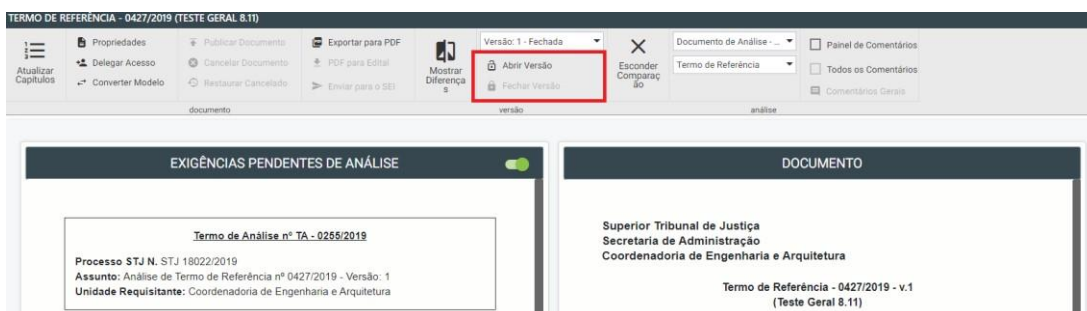 TERMO DE REFERÊNCIA - 0427/2019 (TESTE GERAL 8.11)
Atualizar
Capítulos
Propriedades
Delegar Acesso
Converter Modelo
Publicar Documento
Cancelar Documento
Restaurar Cancelado
Exportar para PDF
PDF para Edital
Enviar para o SEI
documento
Mostrar
Diferença
s
Versão: 1 - Fechada
Abrir Versão
Fechar Versão
versão
Esconder
Comparaç
ão
Documento de Análise - ...
Termo de Referência
Painel de Comentários
Todos os Comentários
Comentários Gerais
análise
EXIGÊNCIAS PENDENTES DE ANÁLISE
Termo de Análise nº TA - 0255/2019
Processo STJ N. STJ 18022/2019
Assunto: Análise de Termo de Referência nº 0427/2019 - Versão: 1
Unidade Requisitante: Coordenadoria de Engenharia e Arquitetura
DOCUMENTO
Superior Tribunal de Justiça
Secretaria de Administração
Coordenadoria de Engenharia e Arquitetura
Termo de Referência - 0427/2019 - v.1
(Teste Geral 8.11)